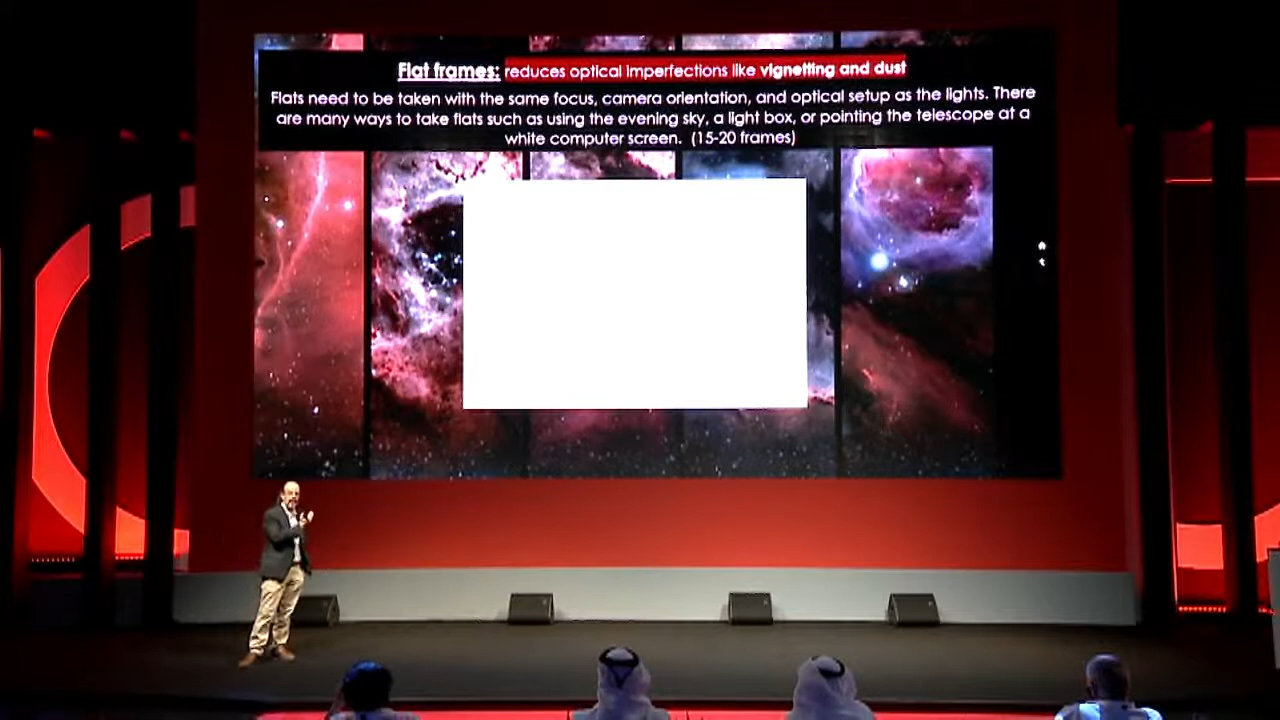 Flat frames: reduces optical imperfections like vignetting and dust
Flats need to be taken with the same focus, camera orientation, and optical setup as the lights. There
are many ways to take flats such as using the evening sky, a light box, or pointing the telescope at a
white computer screen. (15-20 frames)